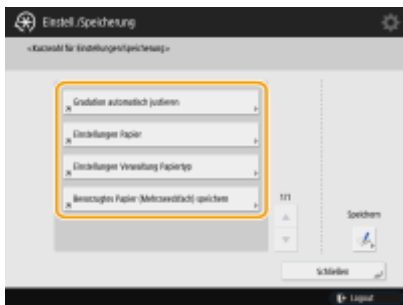 Einstell./Speicherung
<Kurzwahl für Einstellungen/Speicherung>
Gradation automatisch justieren
Einstellungen Papier
Einstellungen Verwaltung Papiertyp
Bevorzugtes Papier (Mehrzweckfach) speichern
1/1
Speichern
Schließen
Logout